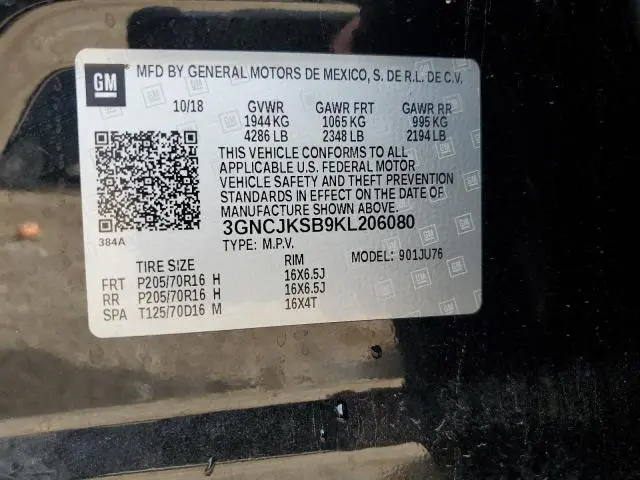 GM
MFD BY GENERAL MOTORS DE MEXICO, S. DE R.L. DE C.V.
10/18 GVWR GAWR FRT GAWR RR
1944 KG 1065 KG 995 KG
4286 LB 2348 LB 2194 LB
THIS VEHICLE CONFORMS TO ALL
APPLICABLE U.S. FEDERAL MOTOR
VEHICLE SAFETY AND THEFT PREVENTION
STANDARDS IN EFFECT ON THE DATE OF
MANUFACTURE SHOWN ABOVE.
384A
3GNCJKSB9KL206080
TYPE: M.P.V. MODEL: 901JU76
TIRE SIZE RIM
FRT P205/70R16 H 16X6.5J
RR P205/70R16 H 16X6.5J
SPA T125/70D16 M 16X4T